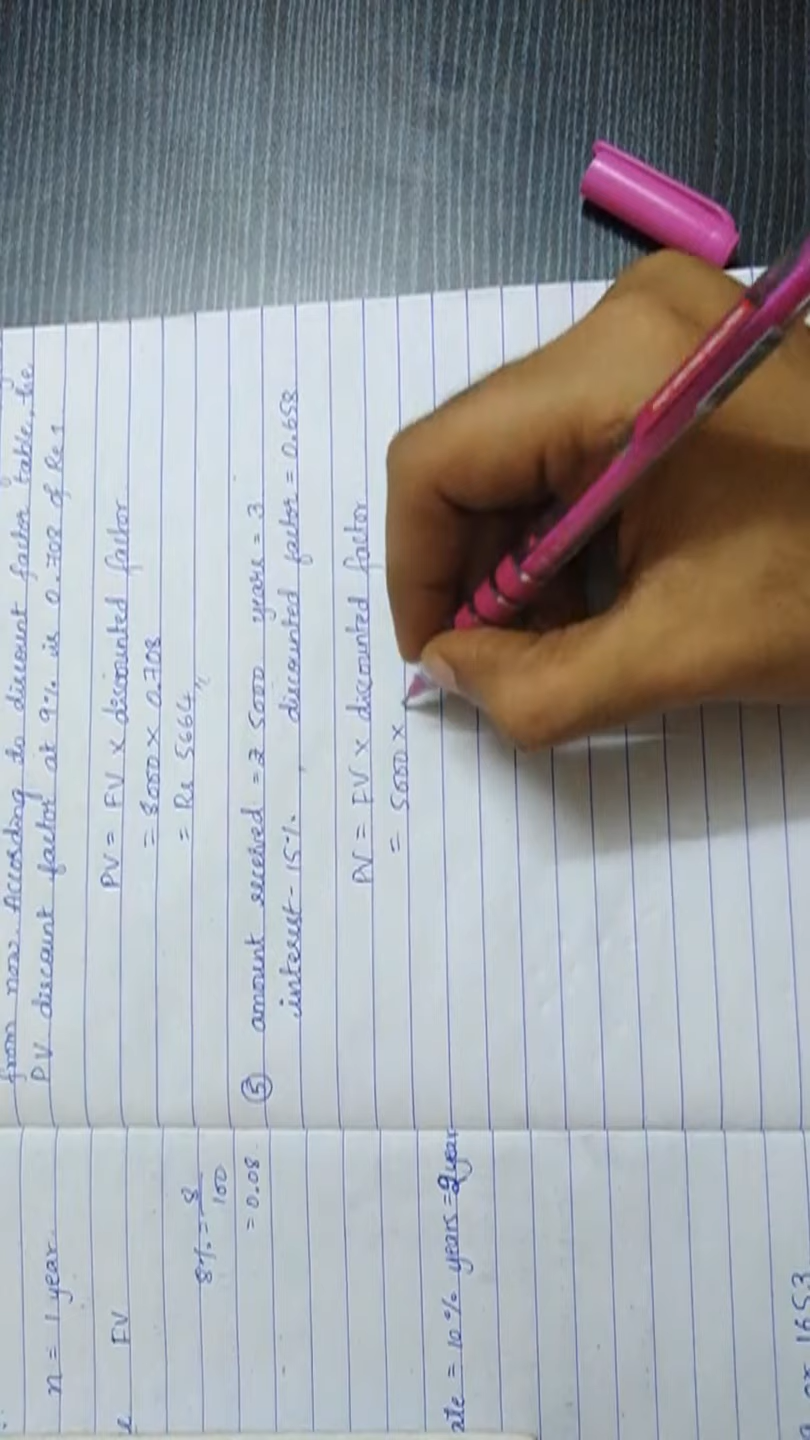 from now. According to discount factor table, the
PV discount factor at 9% is 0.708 of Re 1
PV = FV x discounted factor
= 8000 x 0.708
= Rs 5664
⑤ amount received = ₹ 5000 years = 3
interest - 15%, discounted factor = 0.658
PV = FV x discounted factor
= 5000 x
n = 1 year
FV
8% = 8
100
= 0.08
= 10% years =
1653